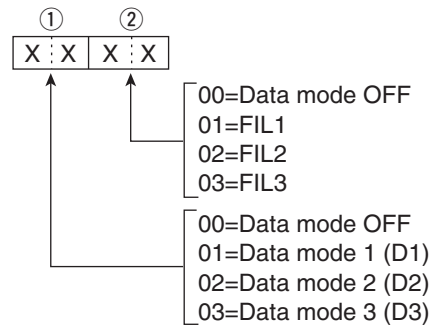 ① ②
X X X X
00=Data mode OFF
01=FIL1
02=FIL2
03=FIL3
00=Data mode OFF
01=Data mode 1 (D1)
02=Data mode 2 (D2)
03=Data mode 3 (D3)